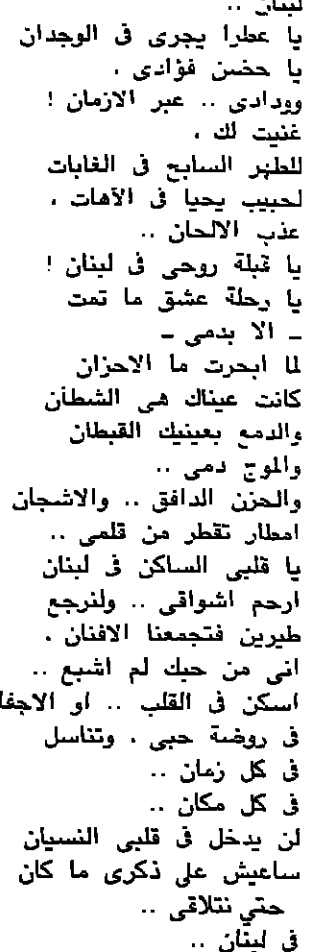 لبنان ..
يا عطرا يجرى فى الوجدان
يا حضن فؤادى .
وودادى .. عبر الازمان !
غنيت لك .
للطير السابح فى الغابات
لحبيب يحيا فى الآهات .
عذب الالحان ..
يا قبلة روحى فى لبنان !
يا رحلة عشق ما تمت
ـ الا بدمى ـ
لما ابحرت ما الاحزان
كانت عيناك هى الشطآن
والدمع بعينيك القبطان
والموج دمى ..
والحزن الدافق .. والاشجان
امطار تقطر من قلمى ..
يا قلبى الساكن فى لبنان
ارحم اشواقى .. ولنرجع
طيرين فتجمعنا الافنان .
انى من حبك لم اشبع ..
اسكن فى القلب .. او الاجفا
فى روضة حبى . وتناسل
فى كل زمان ..
فى كل مكان ..
لن يدخل فى قلبى النسيان
ساعيش على ذكرى ما كان
حتي نتلاقى ..
فى لبنان ..